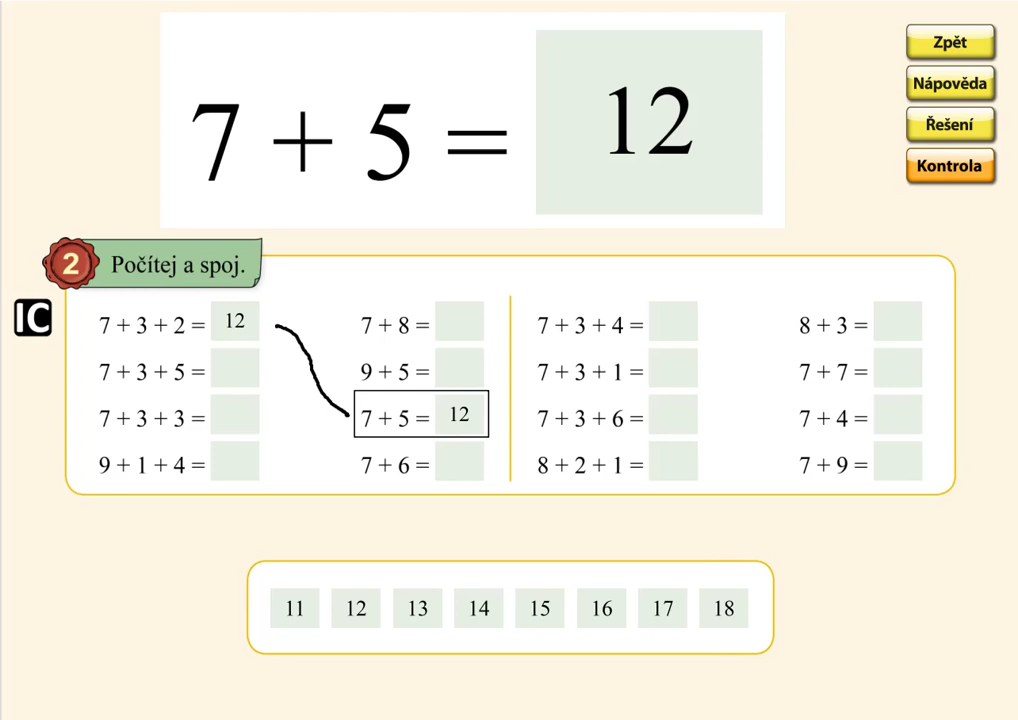 7 + 5 = 12
Zpět
Nápověda
Řešení
Kontrola
2 Počítej a spoj.
IC
7 + 3 + 2 = 12
7 + 3 + 5 =
7 + 3 + 3 =
9 + 1 + 4 =
7 + 8 =
9 + 5 =
7 + 5 = 12
7 + 6 =
7 + 3 + 4 =
7 + 3 + 1 =
7 + 3 + 6 =
8 + 2 + 1 =
8 + 3 =
7 + 7 =
7 + 4 =
7 + 9 =
11 12 13 14 15 16 17 18